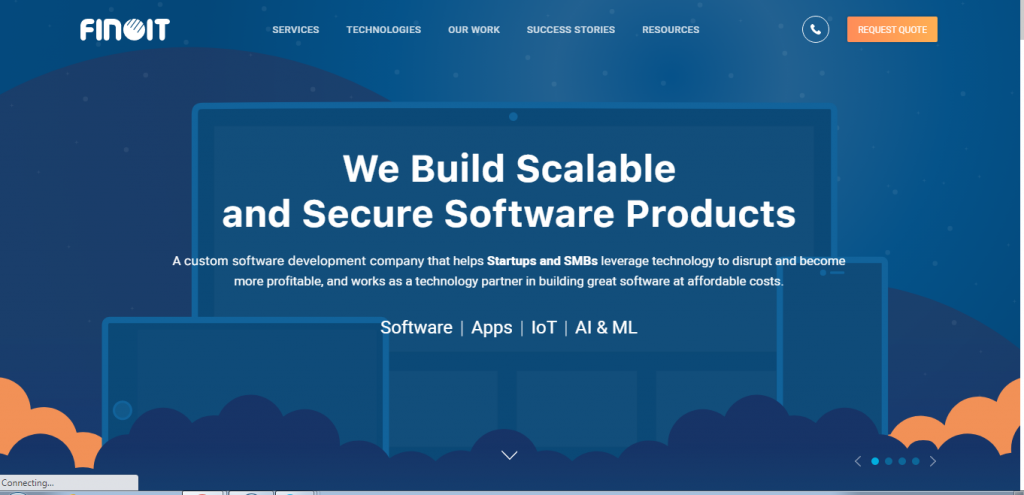 FINOIT
SERVICES TECHNOLOGIES OUR WORK SUCCESS STORIES RESOURCES
REQUEST QUOTE
We Build Scalable
and Secure Software Products
A custom software development company that helps Startups and SMBs leverage technology to disrupt and become
more profitable, and works as a technology partner in building great software at affordable costs.
Software | Apps | IoT | AI & ML
Connecting...